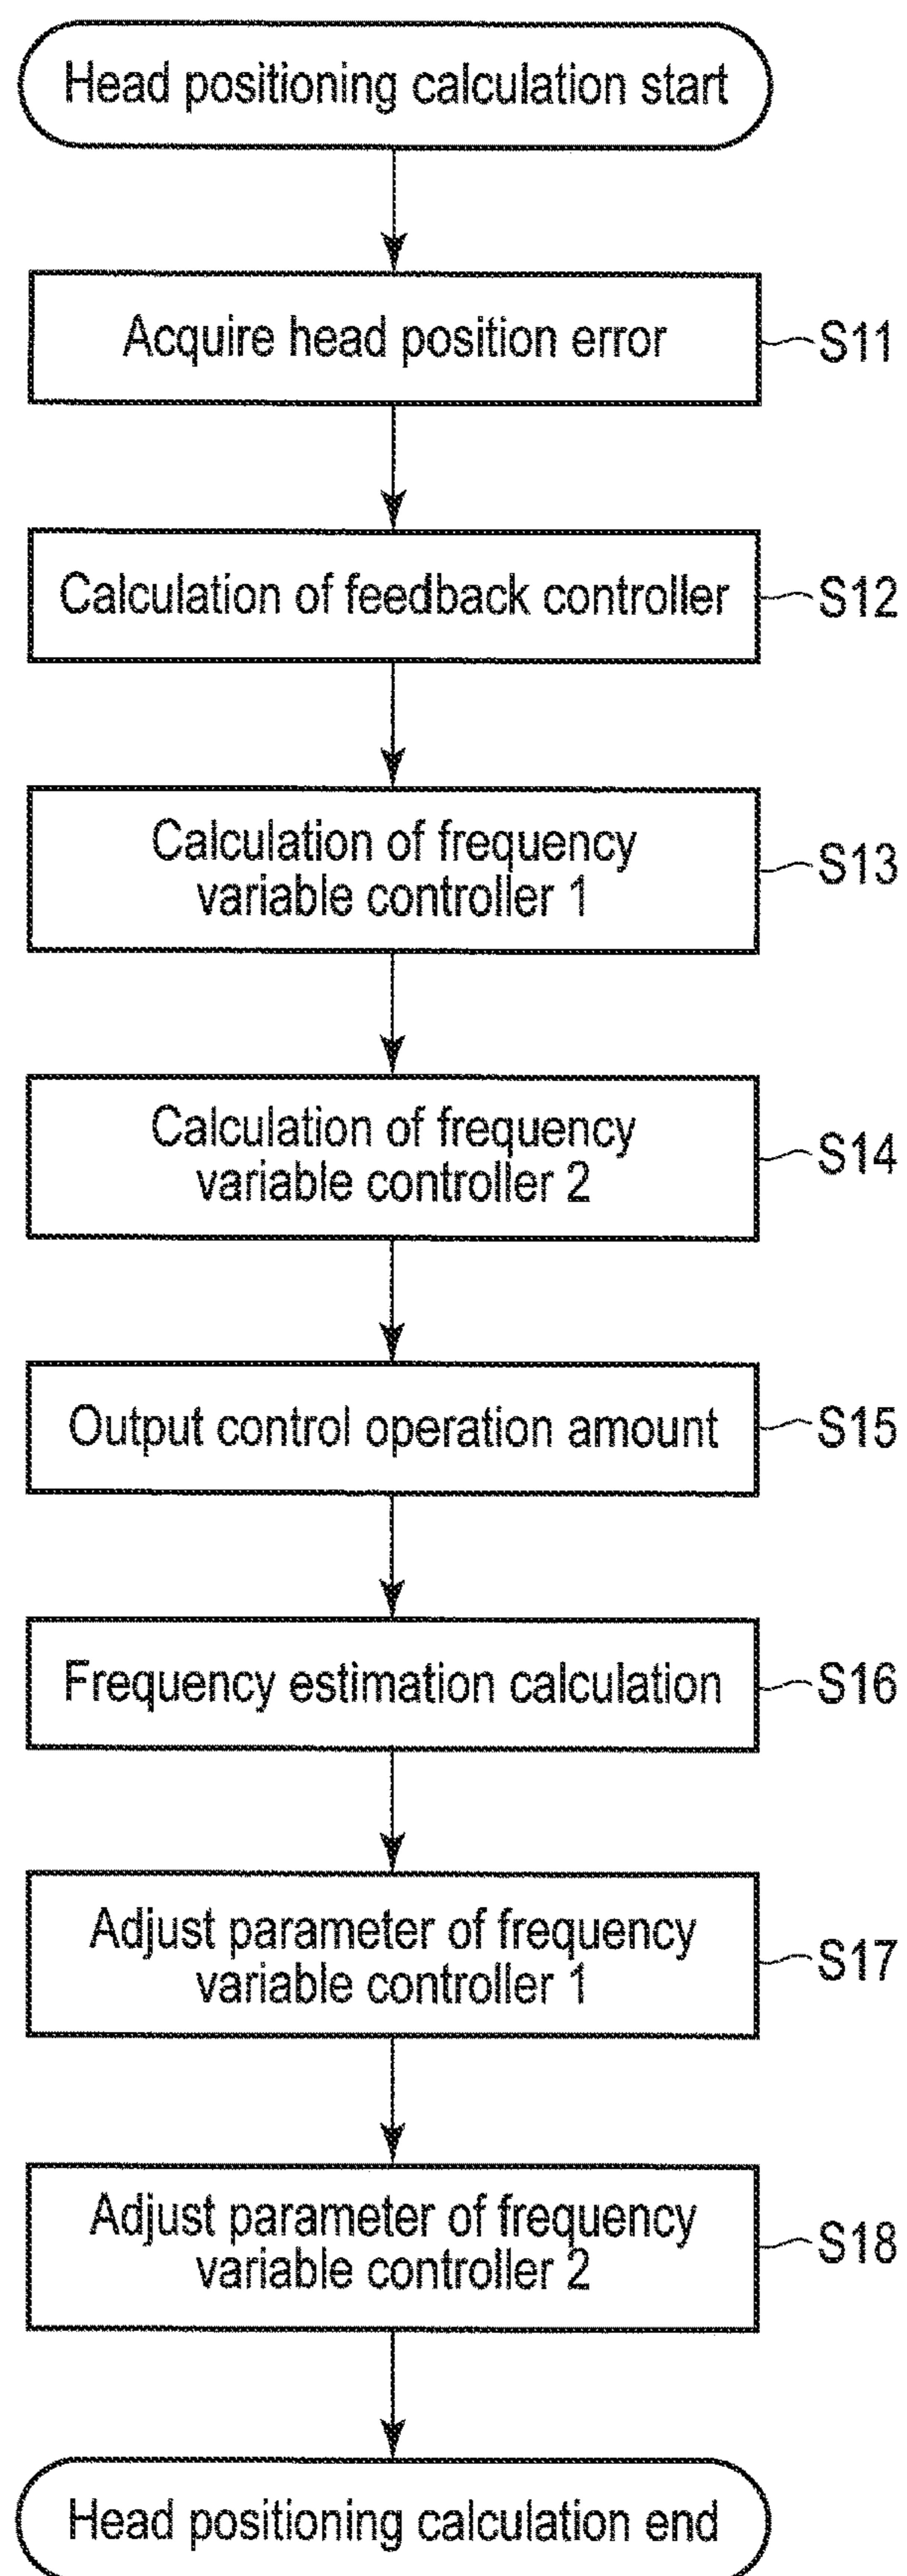 Head positioning calculation start
Acquire head position error
S11
Calculation of feedback controller
S12
Calculation of frequency
variable controller 1
S13
Calculation of frequency
variable controller 2
S14
Output control operation amount
S15
Frequency estimation calculation
S16
Adjust parameter of frequency
variable controller 1
S17
Adjust parameter of frequency
variable controller 2
S18
Head positioning calculation end